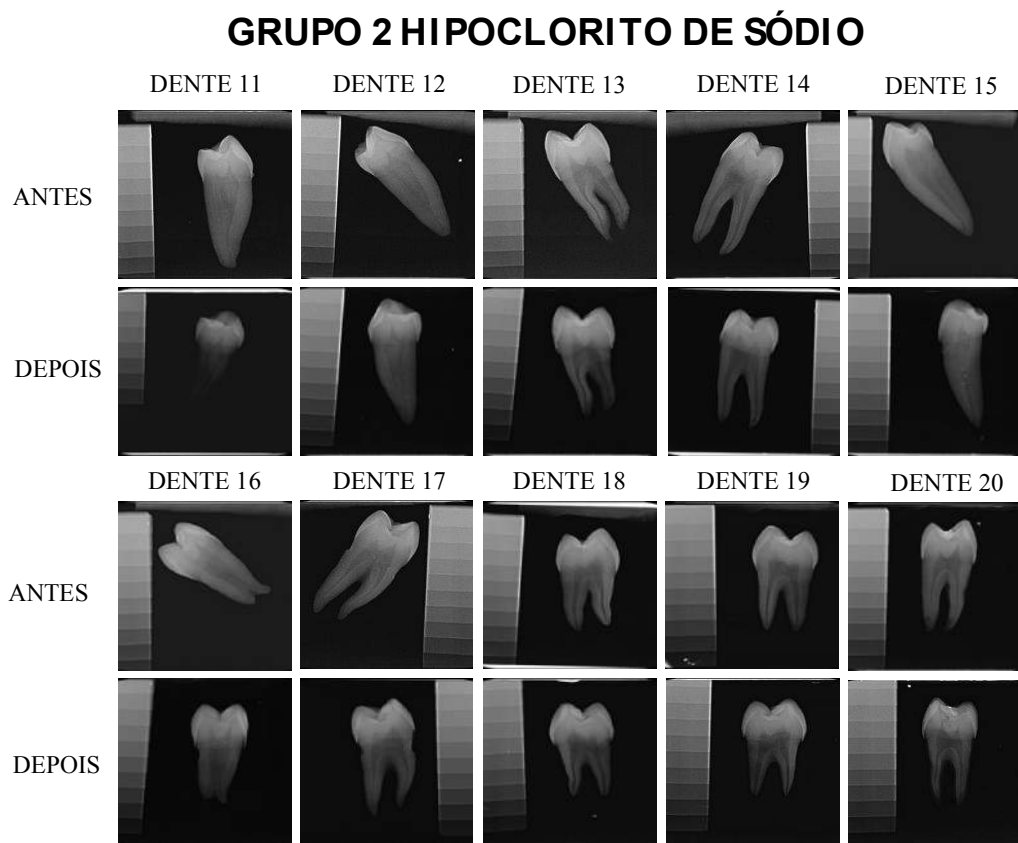 GRUPO 2 HIPOCLORITO DE SÓDIO
DENTE 11 DENTE 12 DENTE 13 DENTE 14 DENTE 15
ANTES
DEPOIS
DENTE 16 DENTE 17 DENTE 18 DENTE 19 DENTE 20
ANTES
DEPOIS